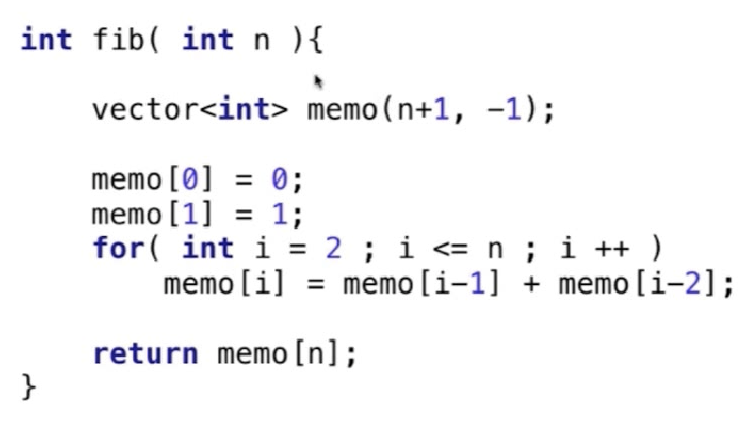 int fib( int n ){
vector<int> memo(n+1, -1);
memo[0] = 0;
memo[1] = 1;
for( int i = 2 ; i <= n ; i ++ )
memo[i] = memo[i-1] + memo[i-2];
return memo[n];
}